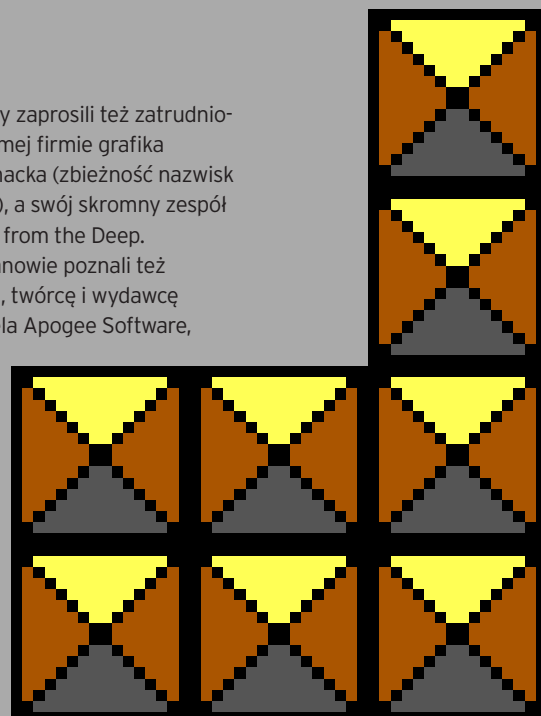 y zaprosili też zatrudnio-
mej firmie grafika
nacka (zbieżność nazwisk
), a swój skromny zespół
from the Deep.
nowie poznali też
, twórcę i wydawcę
la Apogee Software,